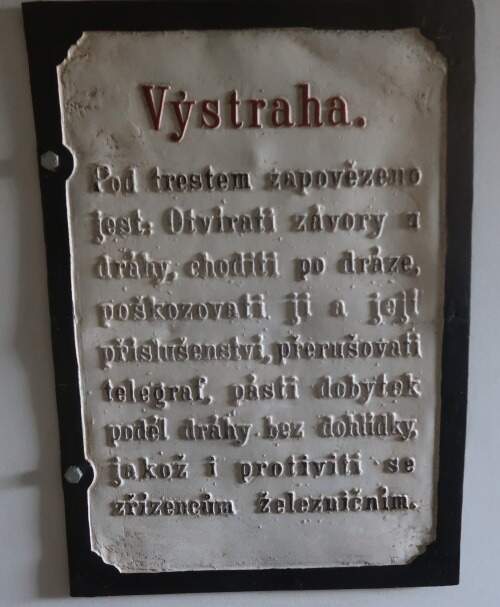 Výstraha.
Pod trestem zapovězeno
jest: Otvírati závory u
dráhy, choditi po dráze,
poškozovati ji a její
příslušenství, přerušovati
telegraf, pásti dobytek
podél dráhy bez dohlídky,
jakož i protiviti se
zřízencům železničním.